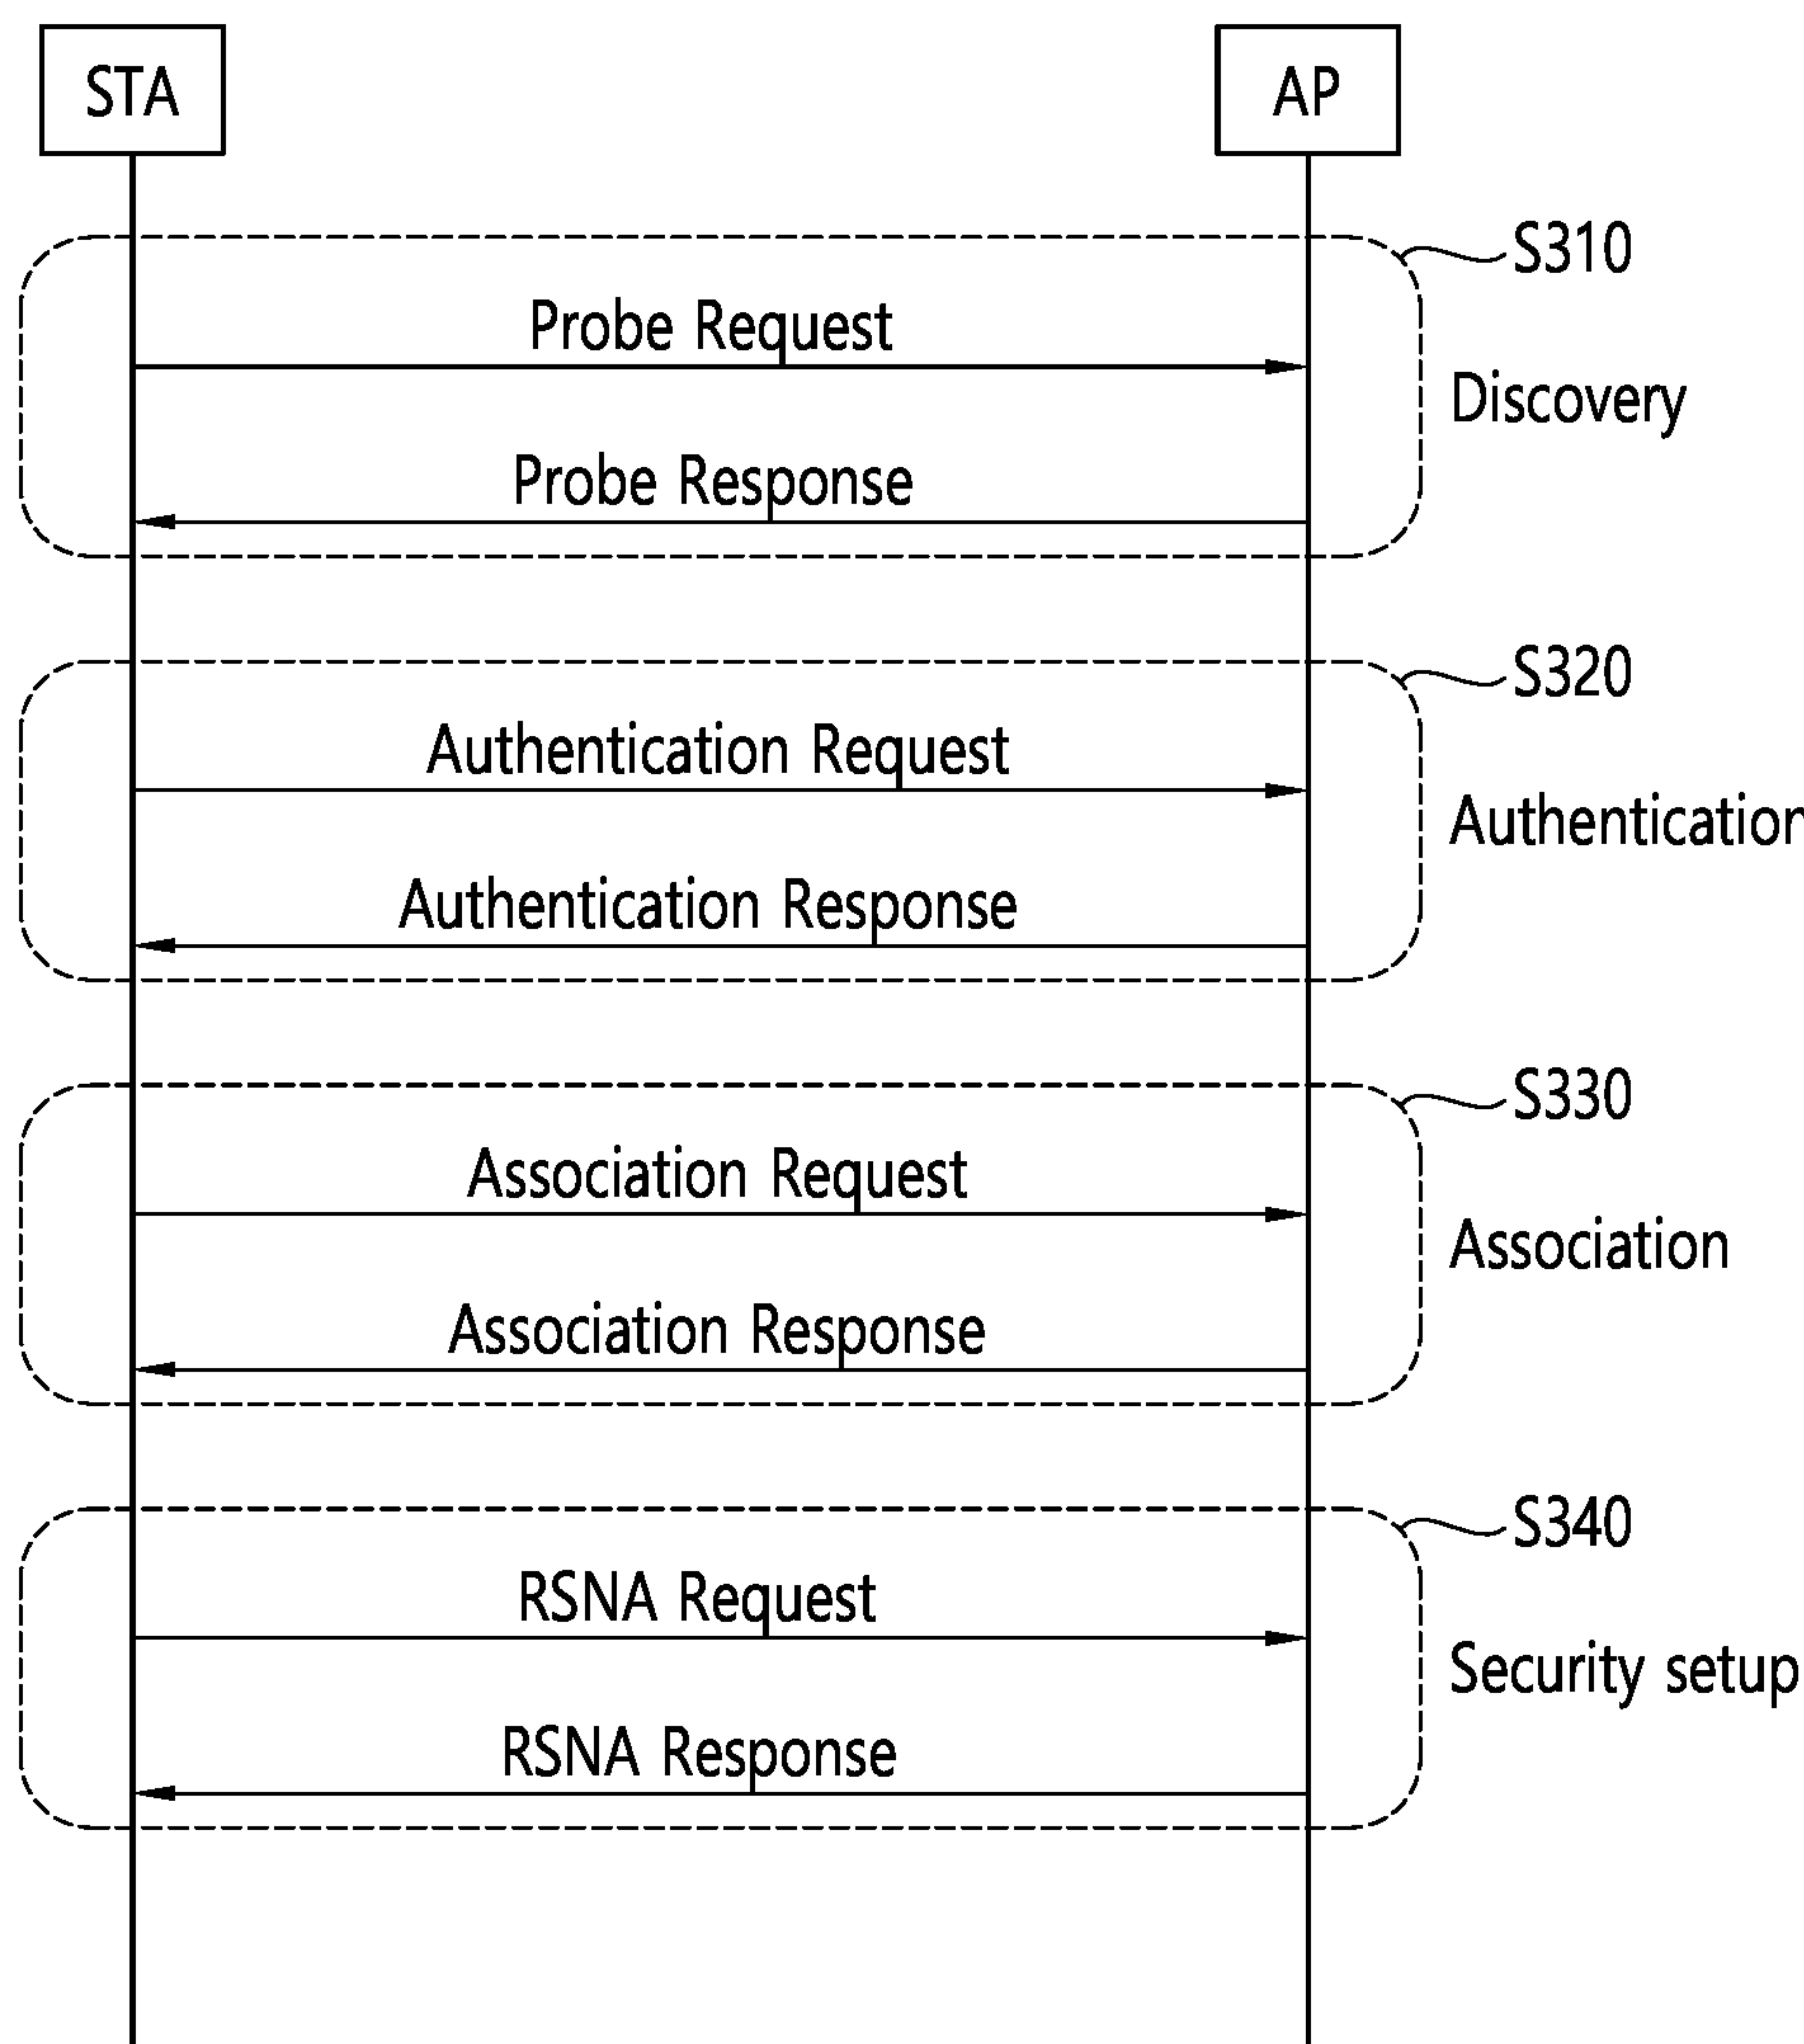 STA
AP
S310
Probe Request
Discovery
Probe Response
S320
Authentication Request
Authentication
Authentication Response
S330
Association Request
Association
Association Response
S340
RSNA Request
Security setup
RSNA Response